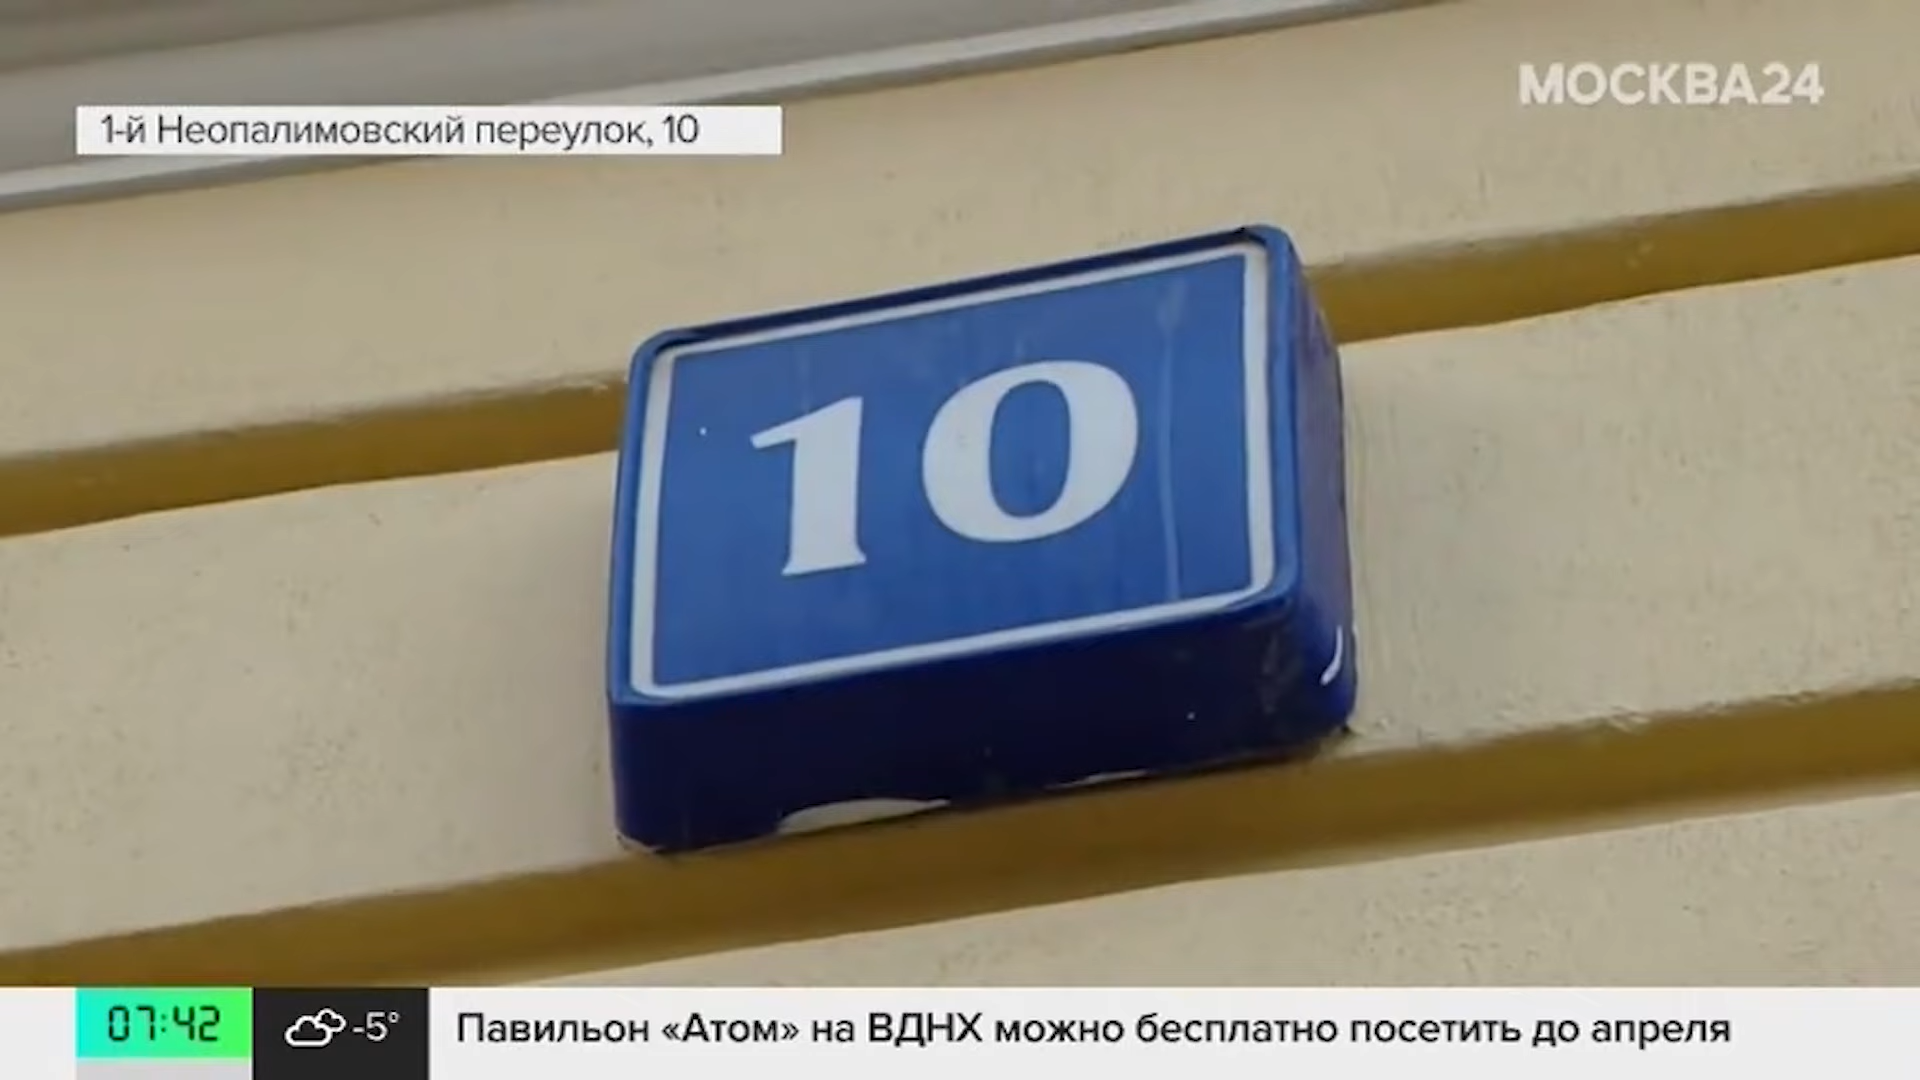 МОСКВА24
1-й Неопалимовский переулок, 10
10
07:42
-5°
Павильон «Атом» на ВДНХ можно бесплатно посетить до апреля